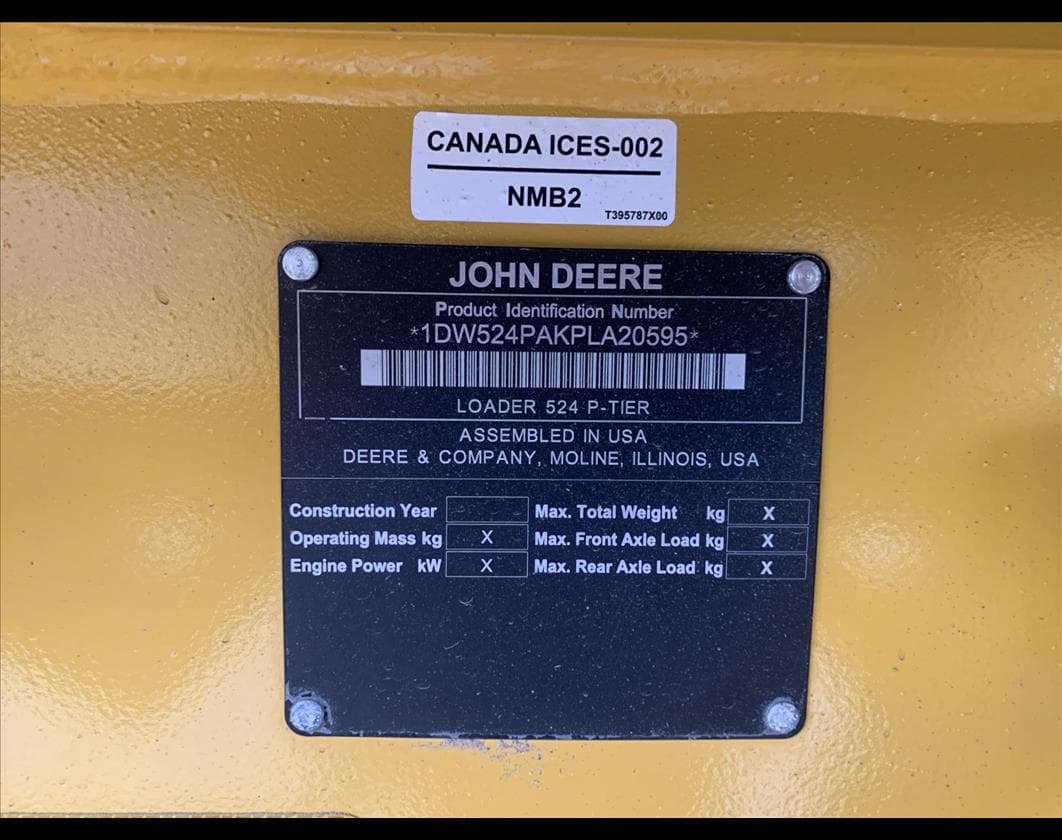 CANADA ICES-002
NMB2
T395787X00
JOHN DEERE
Product Identification Number
*1DW524PAKPLA20595*
LOADER 524 P-TIER
ASSEMBLED IN USA
DEERE & COMPANY, MOLINE, ILLINOIS, USA
Construction Year Max. Total Weight kg X
Operating Mass kg X Max. Front Axle Load kg X
Engine Power kW X Max. Rear Axle Load kg X